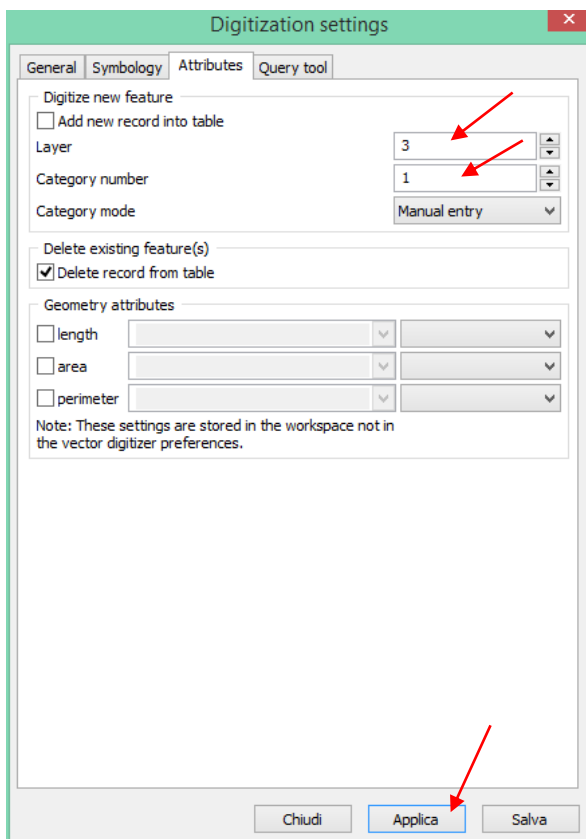 Digitization settings
General Symbology Attributes Query tool
Digitize new feature
Add new record into table
Layer 3
Category number 1
Category mode Manual entry
Delete existing feature(s)
Delete record from table
Geometry attributes
length
area
perimeter
Note: These settings are stored in the workspace not in
the vector digitizer preferences.
Chiudi Applica Salva